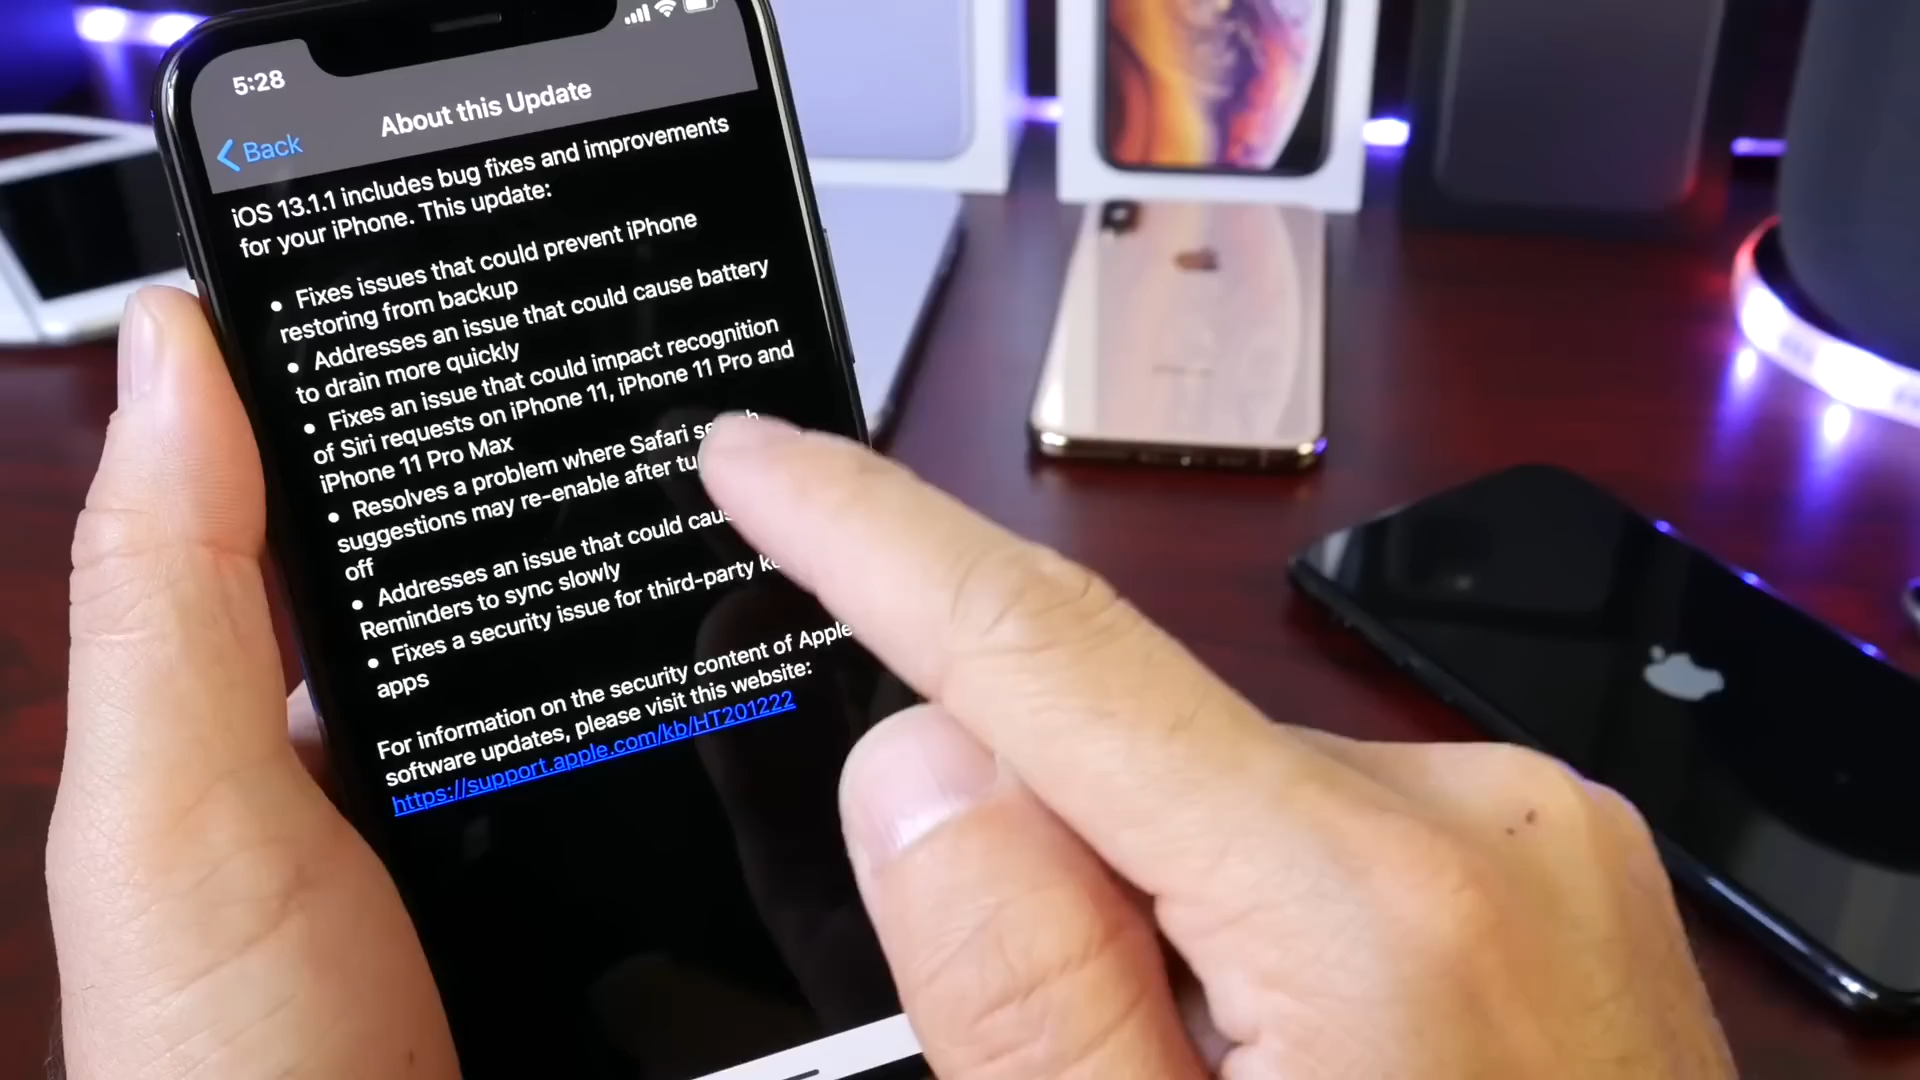 5:28
Back
About this Update
iOS 13.1.1 includes bug fixes and improvements
for your iPhone. This update:
• Fixes issues that could prevent iPhone
restoring from backup
• Addresses an issue that could cause battery
to drain more quickly
• Fixes an issue that could impact recognition
of Siri requests on iPhone 11, iPhone 11 Pro and
iPhone 11 Pro Max
• Resolves a problem where Safari
suggestions may re-enable after
off
• Addresses an issue that could
Reminders to sync slowly
• Fixes a security issue for third-party
apps
For information on the security content of Apple
software updates, please visit this website:
https://support.apple.com/kb/HT201222